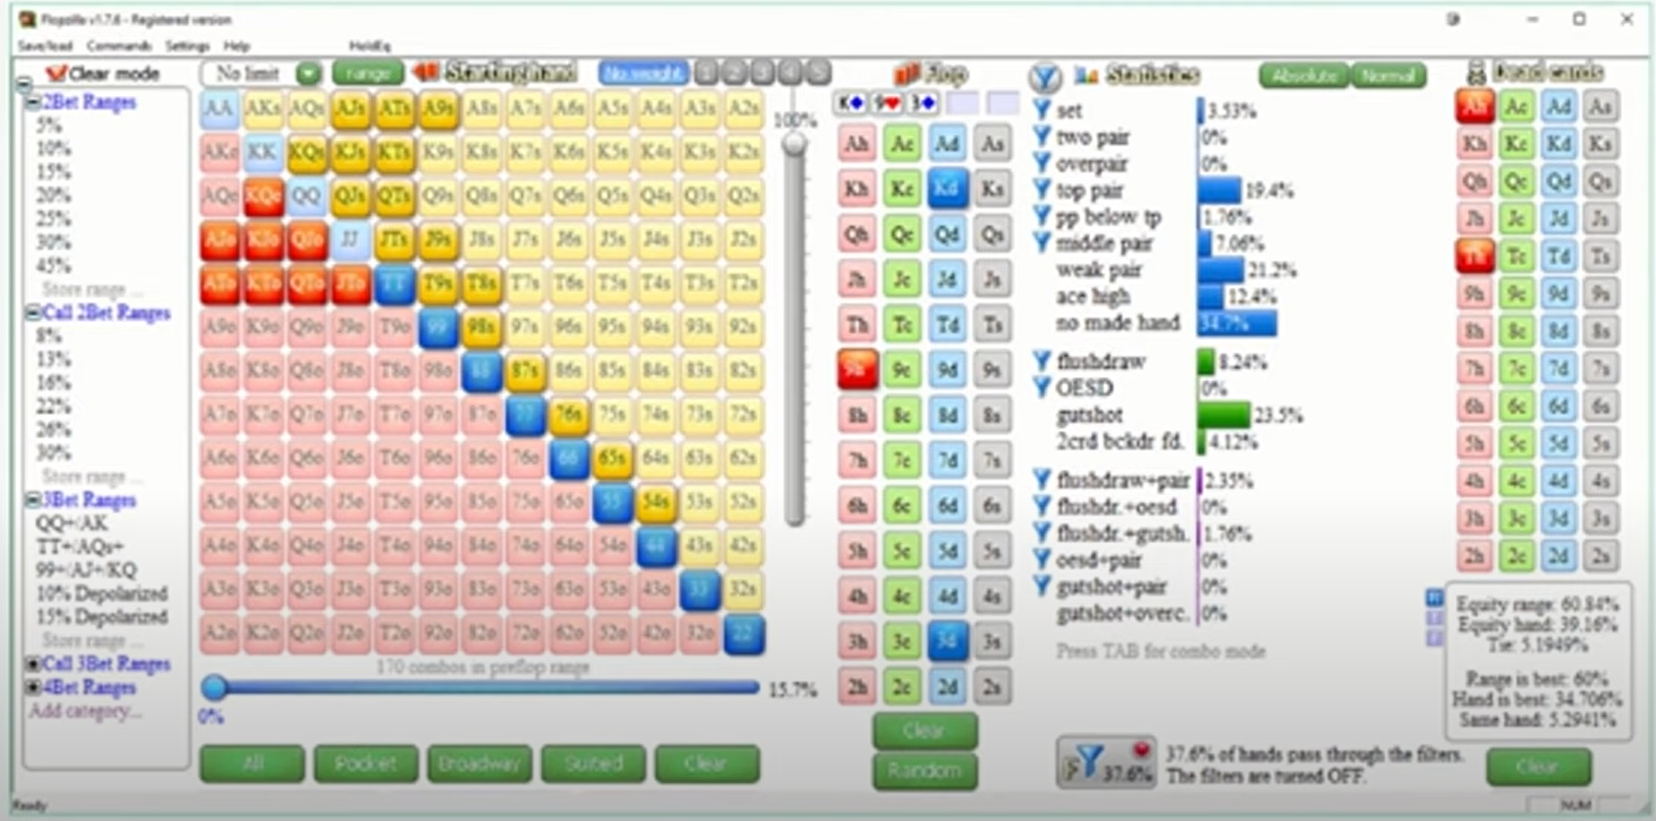 Flopzilla v1.7.6 - Registered version
Save/load Commands Settings Help HoldEq
Clear mode
2Bet Ranges
5%
10%
15%
20%
25%
30%
45%
Store range ...
Call 2Bet Ranges
8%
13%
16%
22%
26%
30%
Store range ...
3Bet Ranges
QQ+/AK
TT+/AQs+
99+/AJ+/KQ
10% Depolarized
15% Depolarized
Store range ...
Call 3Bet Ranges
4Bet Ranges
Add category...
No limit range Starting hand No weight 1 2 3 4 5
AA AKs AQs AJs ATs A9s A8s A7s A6s A5s A4s A3s A2s
AKo KK KQs KJs KTs K9s K8s K7s K6s K5s K4s K3s K2s
AQo KQo QQ QJs QTs Q9s Q8s Q7s Q6s Q5s Q4s Q3s Q2s
AJo KJo QJo JJ JTs J9s J8s J7s J6s J5s J4s J3s J2s
ATo KTo QTo JTo TT T9s T8s T7s T6s T5s T4s T3s T2s
A9o K9o Q9o J9o T9o 99 98s 97s 96s 95s 94s 93s 92s
A8o K8o Q8o J8o T8o 98o 88 87s 86s 85s 84s 83s 82s
A7o K7o Q7o J7o T7o 97o 87o 77 76s 75s 74s 73s 72s
A6o K6o Q6o J6o T6o 96o 86o 76o 66 65s 64s 63s 62s
A5o K5o Q5o J5o T5o 95o 85o 75o 65o 55 54s 53s 52s
A4o K4o Q4o J4o T4o 94o 84o 74o 64o 54o 44 43s 42s
A3o K3o Q3o J3o T3o 93o 83o 73o 63o 53o 43o 33 32s
A2o K2o Q2o J2o T2o 92o 82o 72o 62o 52o 42o 32o 22
100%
170 combos in preflop range
15.7%
0%
All Pocket Broadway Suited Clear
Flop
K♦ 9♥ 3♦
Ah Ac Ad As
Kh Kc Kd Ks
Qh Qc Qd Qs
Jh Jc Jd Js
Th Tc Td Ts
9h 9c 9d 9s
8h 8c 8d 8s
7h 7c 7d 7s
6h 6c 6d 6s
5h 5c 5d 5s
4h 4c 4d 4s
3h 3c 3d 3s
2h 2c 2d 2s
Clear
Random
Statistics Absolute Normal
set 3.53%
two pair 0%
overpair 0%
top pair 19.4%
pp below tp 1.76%
middle pair 7.06%
weak pair 21.2%
ace high 12.4%
no made hand 34.7%
flushdraw 8.24%
OESD 0%
gutshot 23.5%
2crd bckdr fd. 4.12%
flushdraw+pair 2.35%
flushdr.+oesd 0%
flushdr.+gutsh. 1.76%
oesd+pair 0%
gutshot+pair 0%
gutshot+overc. 0%
Press TAB for combo mode
F 37.6%
37.6% of hands pass through the filters.
The filters are turned OFF.
Dead cards
Ah Ac Ad As
Kh Kc Kd Ks
Qh Qc Qd Qs
Jh Jc Jd Js
Th Tc Td Ts
9h 9c 9d 9s
8h 8c 8d 8s
7h 7c 7d 7s
6h 6c 6d 6s
5h 5c 5d 5s
4h 4c 4d 4s
3h 3c 3d 3s
2h 2c 2d 2s
Equity range: 60.84%
Equity hand: 39.16%
Tie: 5.1949%
Range is best: 60%
Hand is best: 34.706%
Same hand: 5.2941%
Clear
Ready
NUM